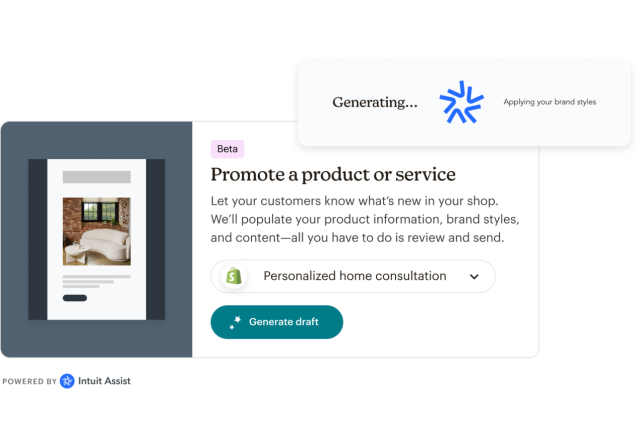 Generating...
Applying your brand styles
Beta
Promote a product or service
Let your customers know what’s new in your shop.
We’ll populate your product information, brand styles,
and content—all you have to do is review and send.
Personalized home consultation
Generate draft
POWERED BY Intuit Assist